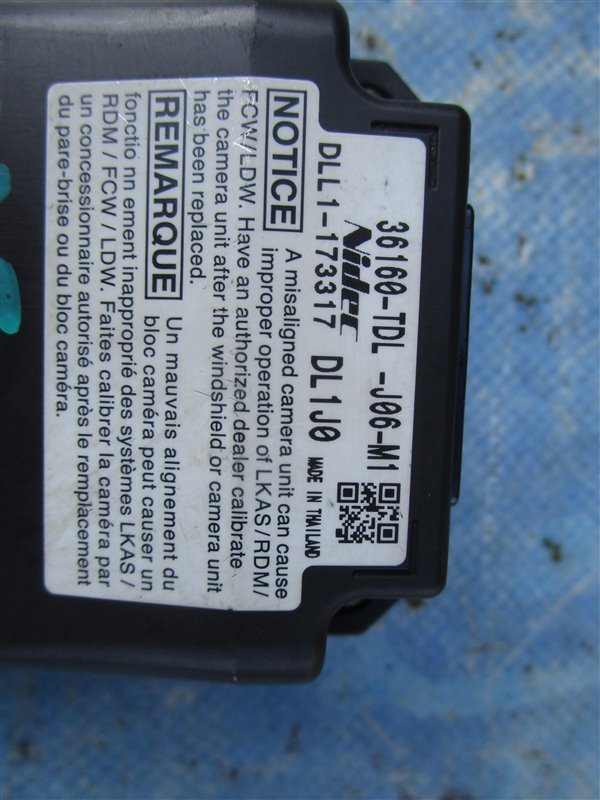 36160-TDL -J06-M1
Nidec
DLL1-173317 DL1J0 MADE IN THAILAND
NOTICE A misaligned camera unit can cause
improper operation of LKAS/RDM/
FCW/LDW. Have an authorized dealer calibrate
the camera unit after the windshield or camera unit
has been replaced.
REMARQUE Un mauvais alignement du
bloc caméra peut causer un
fonctio nn ement inapproprié des systèmes LKAS /
RDM / FCW / LDW. Faites calibrer la caméra par
un concessionnaire autorisé après le remplacement
du pare-brise ou du bloc caméra.